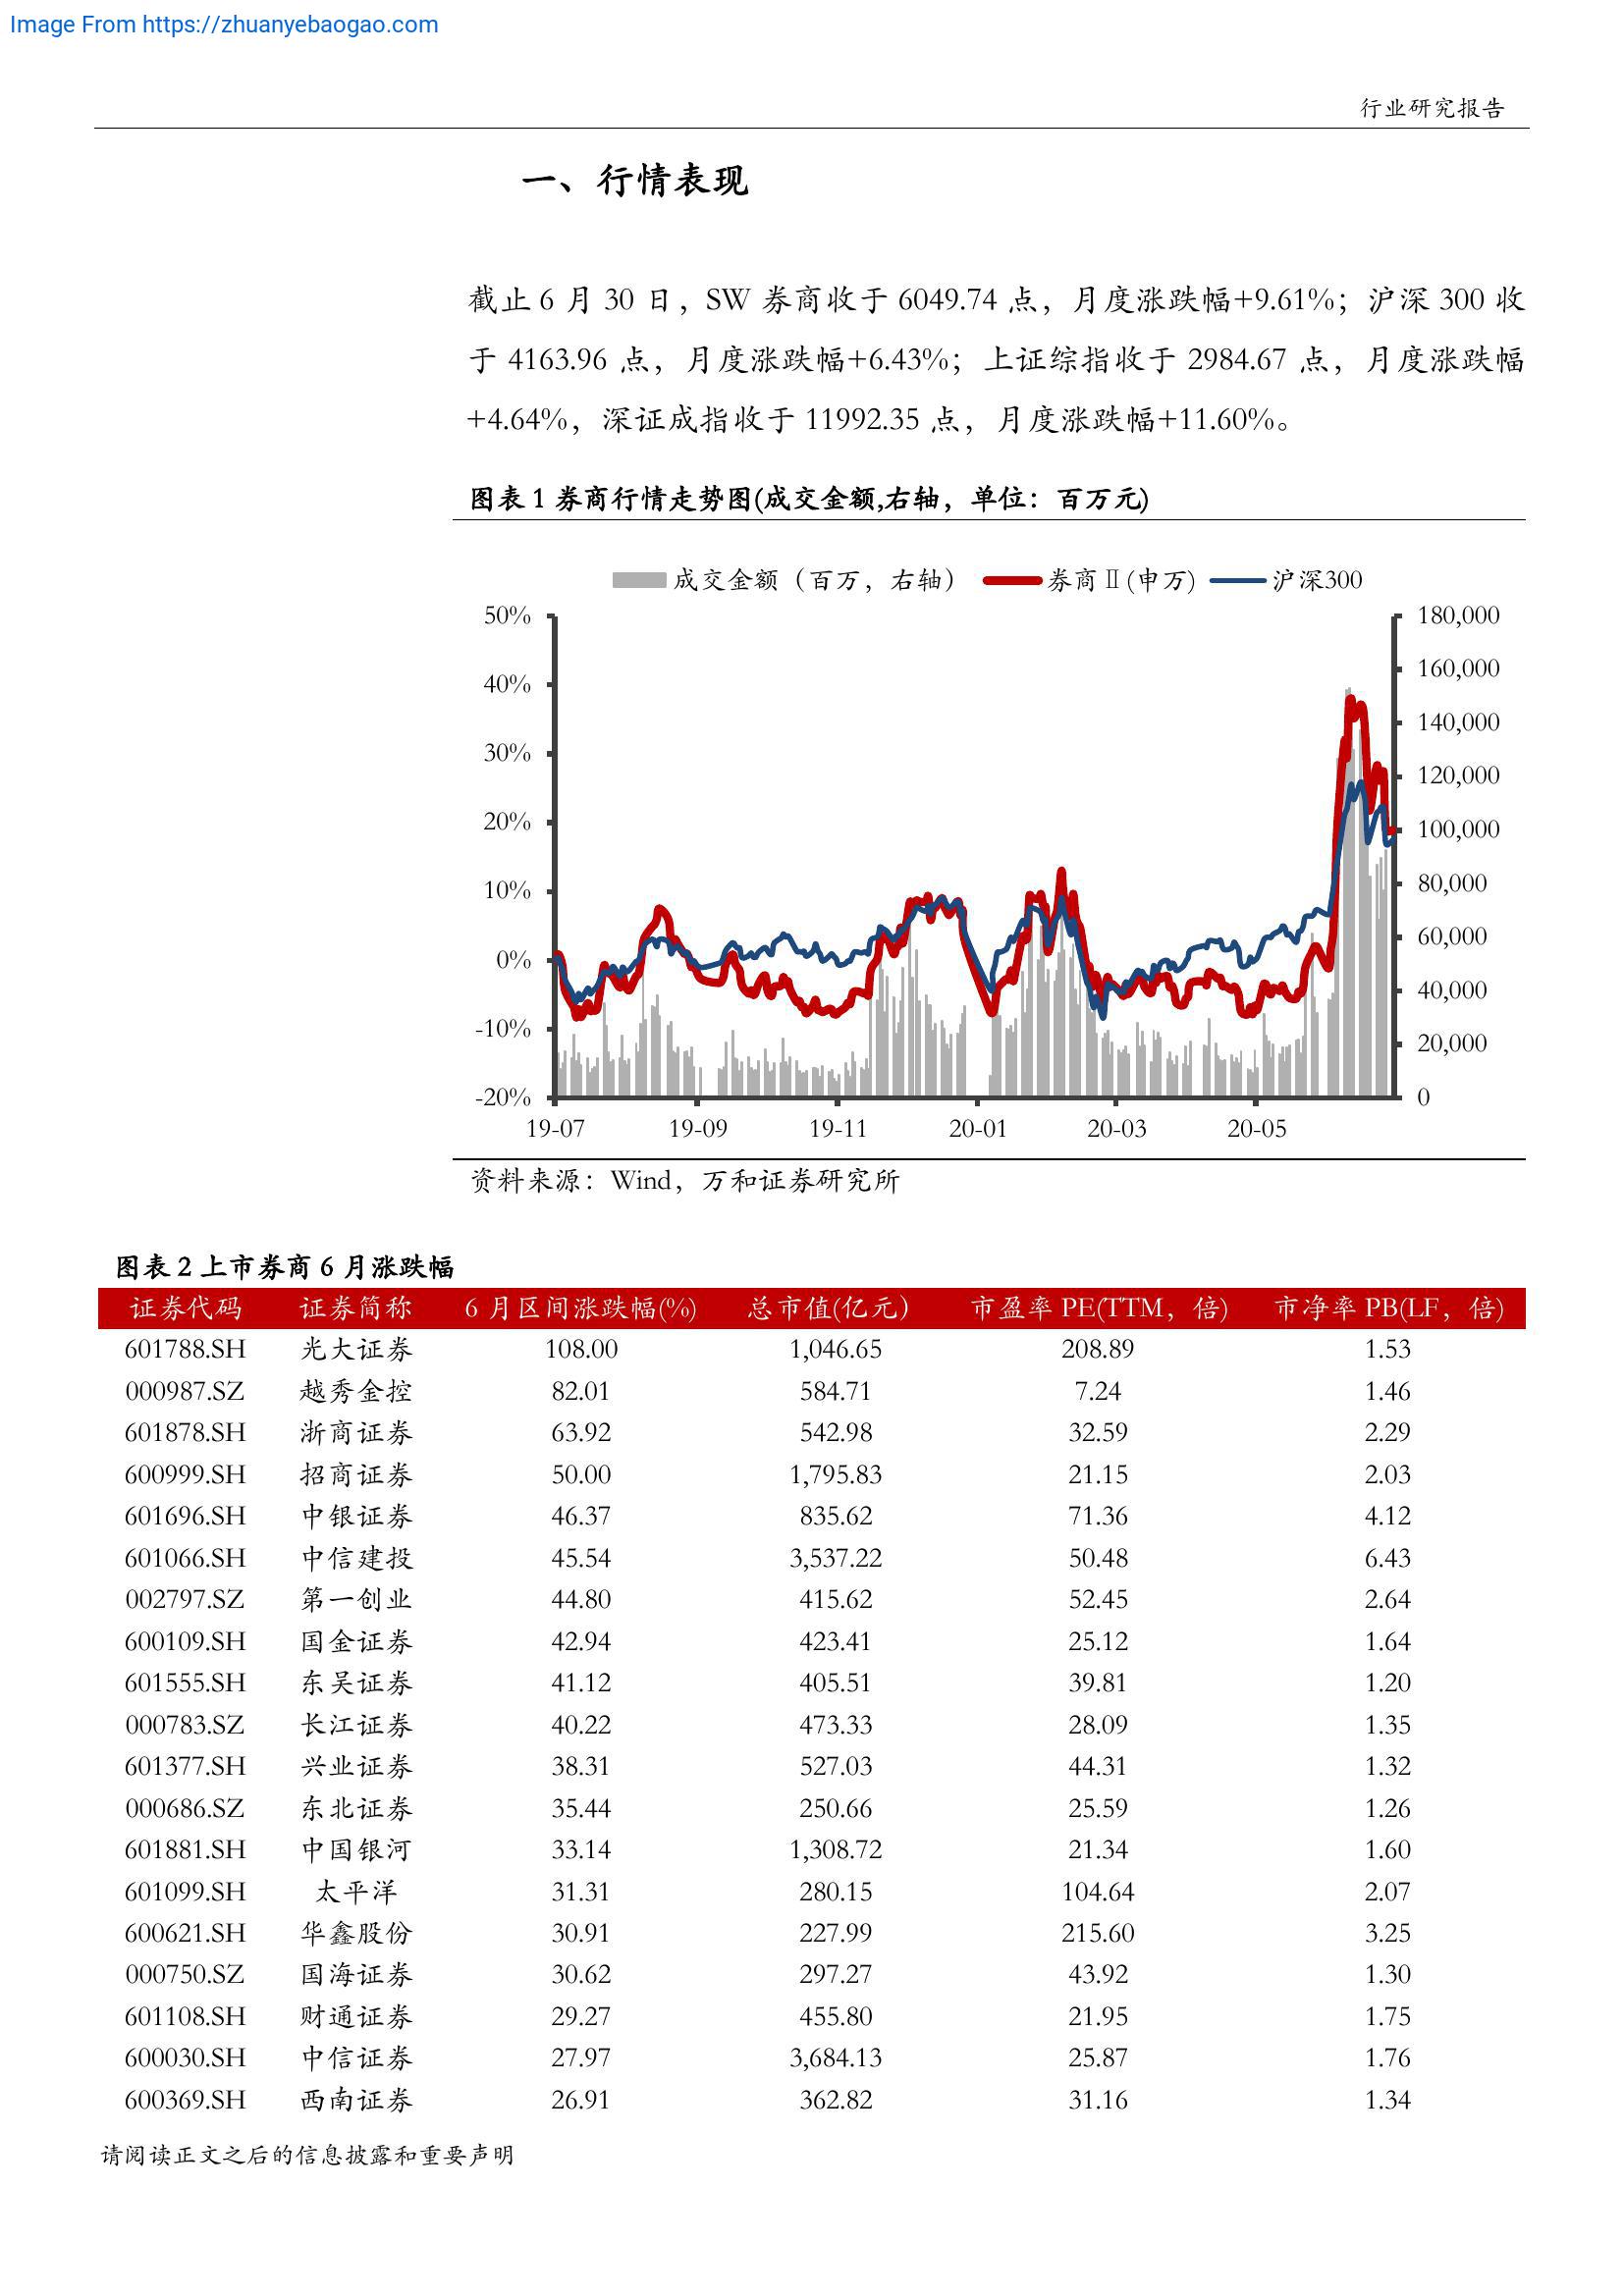 Image From https://zhuanyebaogao.com
行业研究报告
一、行情表现
截止 6 月 30 日，SW 券商收于 6049.74 点，月度涨跌幅+9.61%；沪深 300 收
于 4163.96 点，月度涨跌幅+6.43%；上证综指收于 2984.67 点，月度涨跌幅
+4.64%，深证成指收于 11992.35 点，月度涨跌幅+11.60%。
图表 1 券商行情走势图(成交金额,右轴，单位：百万元)
成交金额（百万，右轴） 券商Ⅱ(申万) 沪深300
50% 180,000
160,000
40%
140,000
30%
120,000
20% 100,000
10% 80,000
60,000
0%
40,000
-10%
20,000
-20% 0
19-07 19-09 19-11 20-01 20-03 20-05
资料来源：Wind，万和证券研究所
图表 2 上市券商 6 月涨跌幅
证券代码 证券简称 6 月区间涨跌幅(%) 总市值(亿元） 市盈率 PE(TTM，倍) 市净率 PB(LF，倍)
601788.SH 光大证券 108.00 1,046.65 208.89 1.53
000987.SZ 越秀金控 82.01 584.71 7.24 1.46
601878.SH 浙商证券 63.92 542.98 32.59 2.29
600999.SH 招商证券 50.00 1,795.83 21.15 2.03
601696.SH 中银证券 46.37 835.62 71.36 4.12
601066.SH 中信建投 45.54 3,537.22 50.48 6.43
002797.SZ 第一创业 44.80 415.62 52.45 2.64
600109.SH 国金证券 42.94 423.41 25.12 1.64
601555.SH 东吴证券 41.12 405.51 39.81 1.20
000783.SZ 长江证券 40.22 473.33 28.09 1.35
601377.SH 兴业证券 38.31 527.03 44.31 1.32
000686.SZ 东北证券 35.44 250.66 25.59 1.26
601881.SH 中国银河 33.14 1,308.72 21.34 1.60
601099.SH 太平洋 31.31 280.15 104.64 2.07
600621.SH 华鑫股份 30.91 227.99 215.60 3.25
000750.SZ 国海证券 30.62 297.27 43.92 1.30
601108.SH 财通证券 29.27 455.80 21.95 1.75
600030.SH 中信证券 27.97 3,684.13 25.87 1.76
600369.SH 西南证券 26.91 362.82 31.16 1.34
请阅读正文之后的信息披露和重要声明